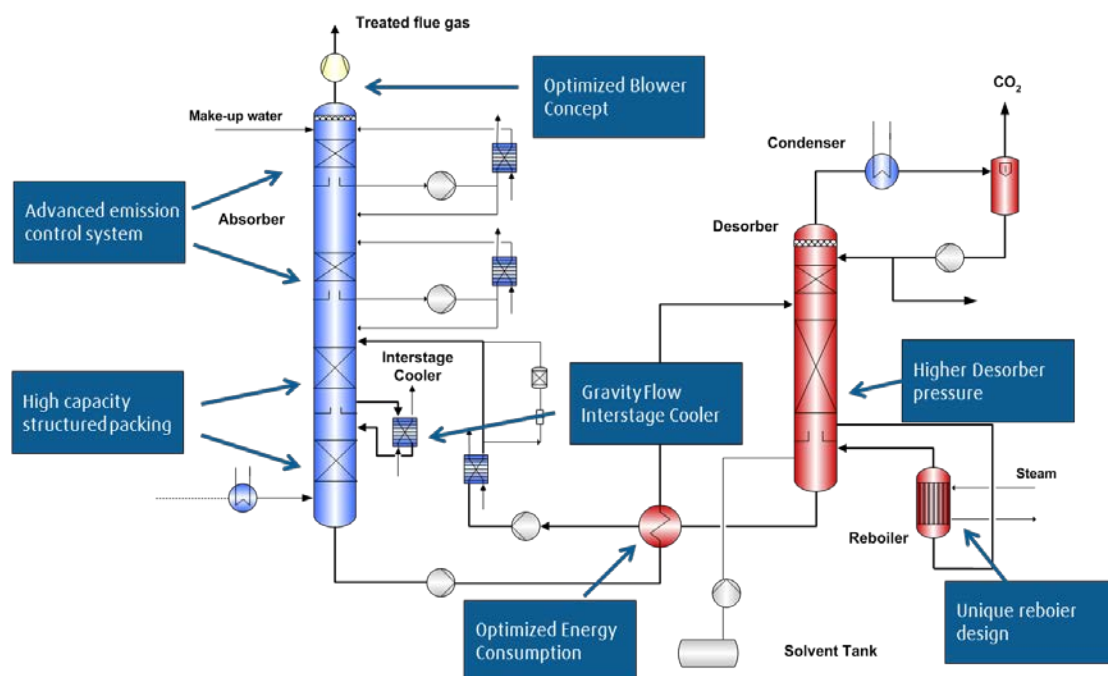 Treated flue gas
Optimized Blower
Concept
Make-up water
CO₂
Condenser
Advanced emission
control system
Absorber
Desorber
Interstage
Cooler
High capacity
structured packing
Gravity Flow
Interstage Cooler
Higher Desorber
pressure
Steam
Reboiler
Optimized Energy
Consumption
Unique reboier
design
Solvent Tank